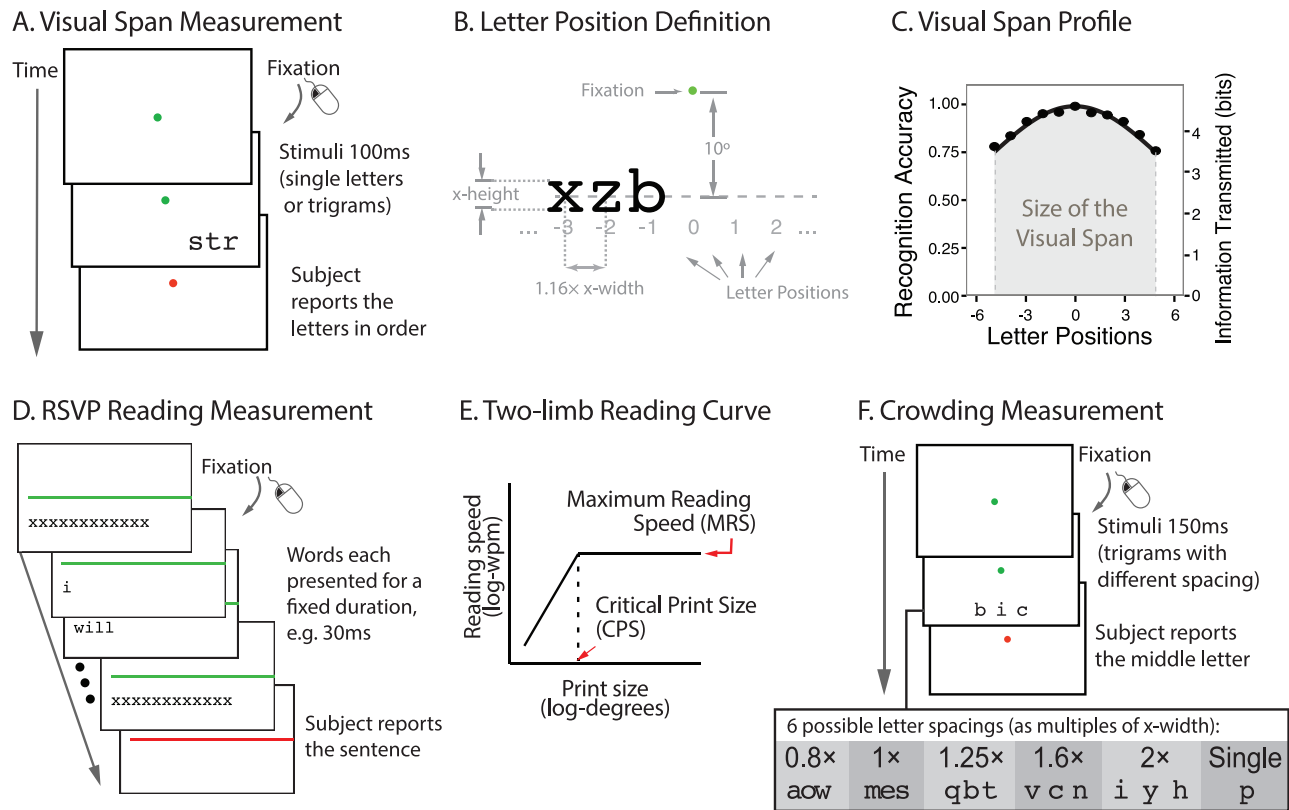 A. Visual Span Measurement
Time
Fixation
Stimuli 100ms
(single letters
or trigrams)
str
Subject
reports the
letters in order
B. Letter Position Definition
Fixation
10º
x-height
xzb
... -3 -2 -1 0 1 2 ...
1.16× x-width
Letter Positions
C. Visual Span Profile
Recognition Accuracy
1.00
0.75
0.50
0.25
0.00
Size of the
Visual Span
4
3
2
1
0
Information Transmitted (bits)
-6 -3 0 3 6
Letter Positions
D. RSVP Reading Measurement
Fixation
xxxxxxxxxxxx
Words each
presented for a
fixed duration,
e.g. 30ms
i
will
xxxxxxxxxxxx
Subject reports
the sentence
E. Two-limb Reading Curve
Reading speed
(log-wpm)
Maximum Reading
Speed (MRS)
Critical Print Size
(CPS)
Print size
(log-degrees)
F. Crowding Measurement
Time
Fixation
Stimuli 150ms
(trigrams with
different spacing)
b i c
Subject reports
the middle letter
6 possible letter spacings (as multiples of x-width):
0.8× 1× 1.25× 1.6× 2× Single
aow mes qbt v c n i y h p